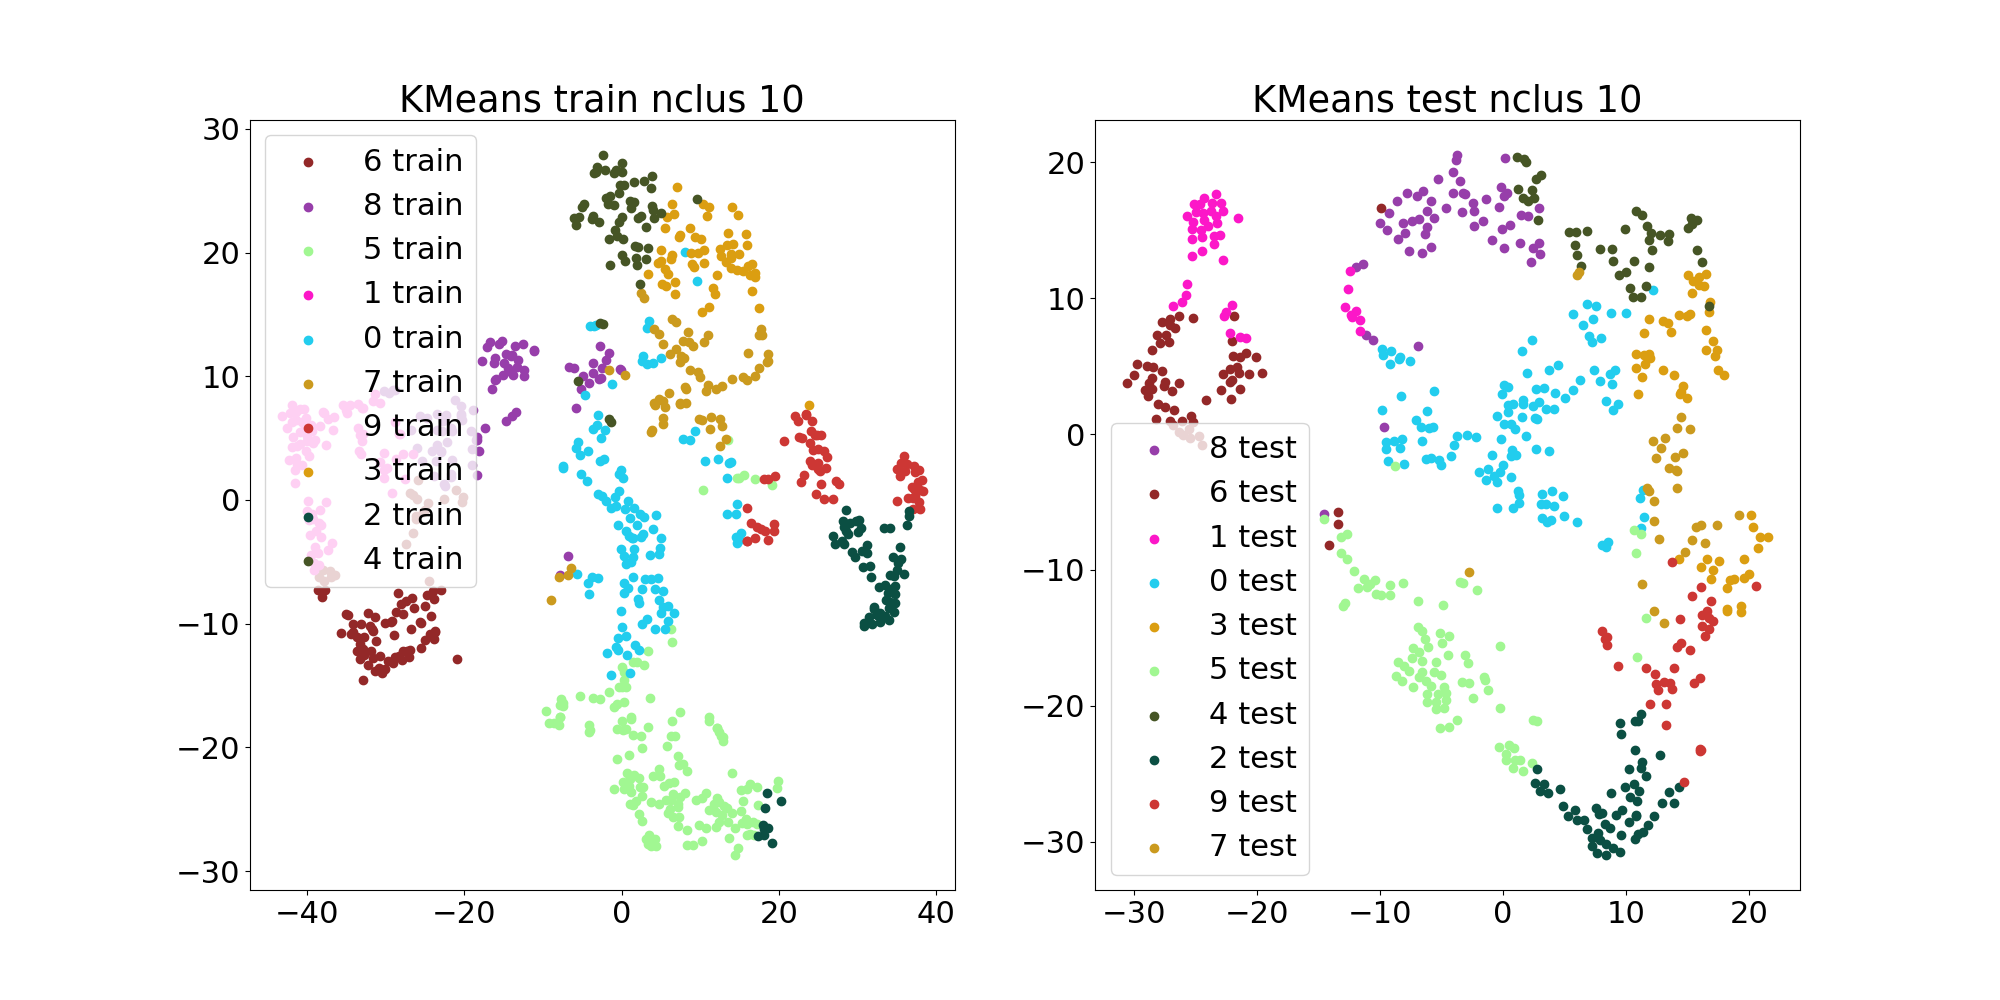 KMeans train nclus 10
30
20
10
0
−10
−20
−30
−40
−20
0
20
40
6 train
8 train
5 train
1 train
0 train
7 train
9 train
3 train
2 train
4 train
KMeans test nclus 10
20
10
0
−10
−20
−30
−30
−20
−10
0
10
20
8 test
6 test
1 test
0 test
3 test
5 test
4 test
2 test
9 test
7 test